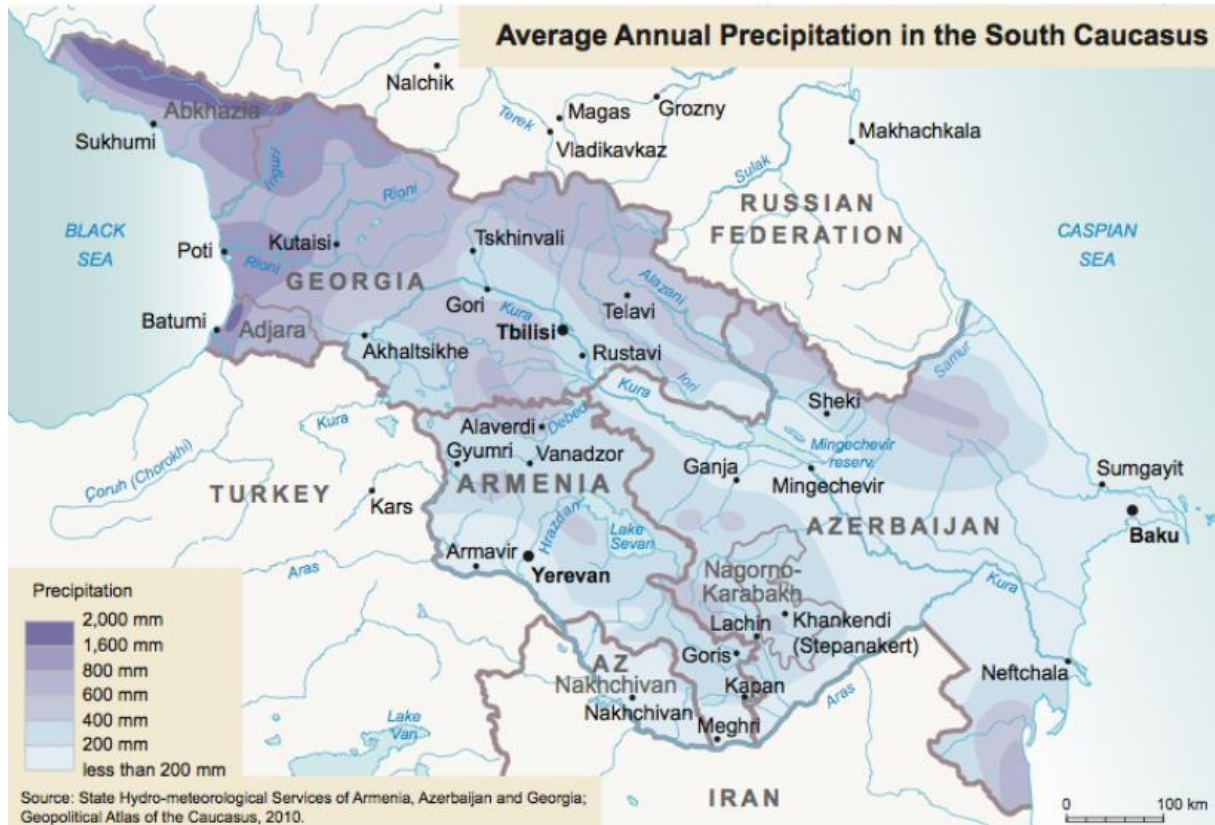 Average Annual Precipitation in the South Caucasus
Nalchik
Magas
Grozny
Terek
Vladikavkaz
Makhachkala
Abkhazia
Sukhumi
Inguri
Rioni
Sulak
RUSSIAN
FEDERATION
BLACK
SEA
CASPIAN
SEA
Poti
Kutaisi
Rioni
Tskhinvali
GEORGIA
Alazani
Gori
Kura
Telavi
Batumi
Adjara
Tbilisi
Akhaltsikhe
Rustavi
Samur
Kura
Iori
Sheki
Kura
Alaverdi
Debed
Mingechevir
reserv.
Gyumri
Vanadzor
Ganja
Mingechevir
Sumgayit
Çoruh (Chorokhi)
TURKEY
Kars
ARMENIA
AZERBAIJAN
Baku
Hrazdan
Lake
Sevan
Armavir
Yerevan
Aras
Nagorno-
Karabakh
Kura
Lachin
Khankendi
(Stepanakert)
Goris
AZ
Nakhchivan
Nakhchivan
Kapan
Aras
Neftchala
Meghri
Lake
Van
IRAN
Precipitation
2,000 mm
1,600 mm
800 mm
600 mm
400 mm
200 mm
less than 200 mm
Source: State Hydro-meteorological Services of Armenia, Azerbaijan and Georgia;
Geopolitical Atlas of the Caucasus, 2010.
0 100 km